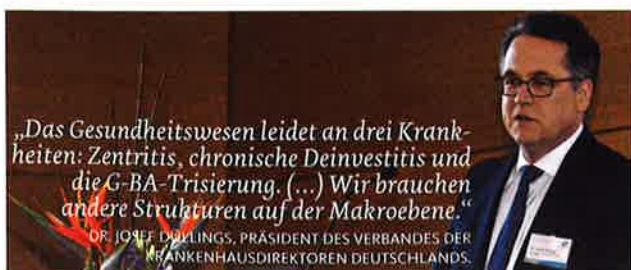 „Das Gesundheitswesen leidet an drei Krank-
heiten: Zentritis, chronische Deinvestitis und
die G-BA-Trisierung. (...) Wir brauchen
andere Strukturen auf der Makroebene.“
DR. JOSEF DÜLLINGS, PRÄSIDENT DES VERBANDES DER
KRANKENHAUSDIREKTOREN DEUTSCHLANDS.